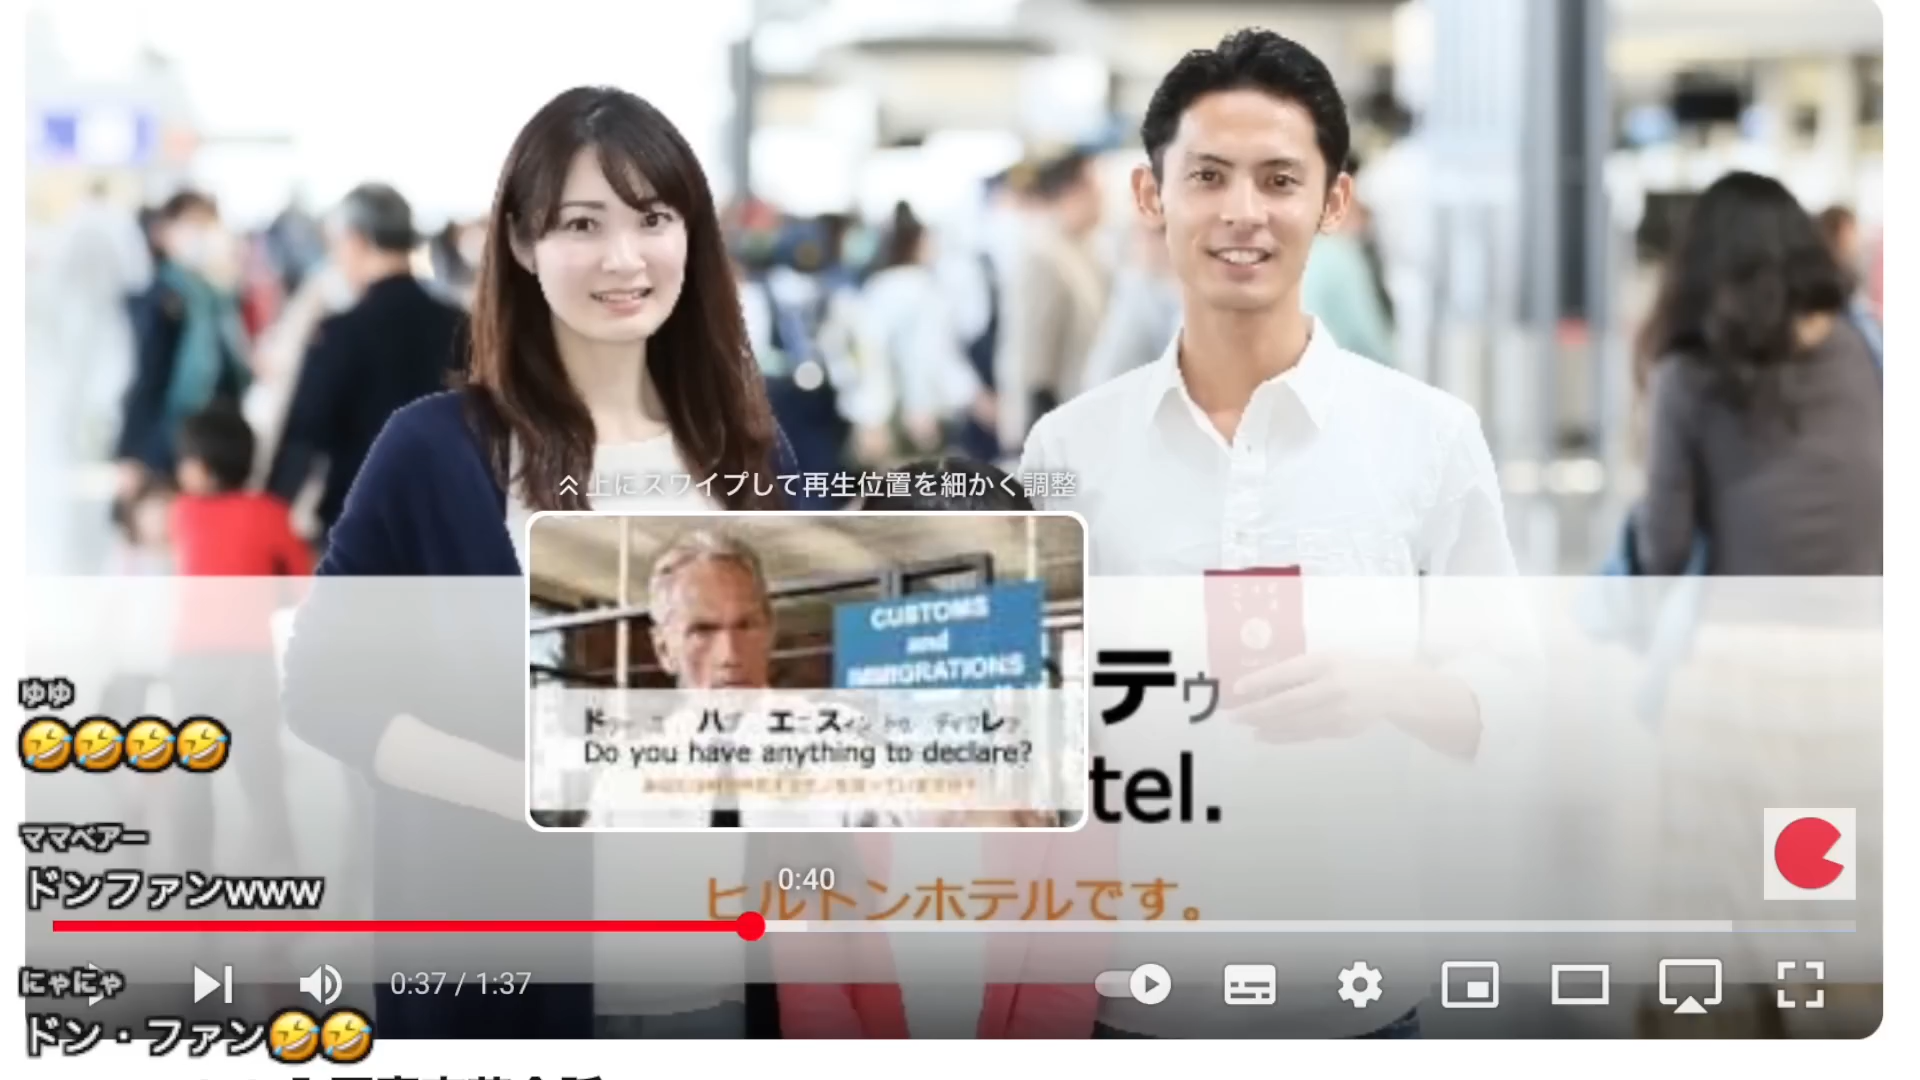 上にスワイプして再生位置を細かく調整
CUSTOMS
and
IMMIGRATIONS
Do you have anything to declare?
テゥ
tel.
ゆゆ
🤣🤣🤣🤣
ママベアー
ドンファンwww
0:40
ヒルトンホテルです。
にゃにゃ
0:37 / 1:37
ドン・ファン🤣🤣